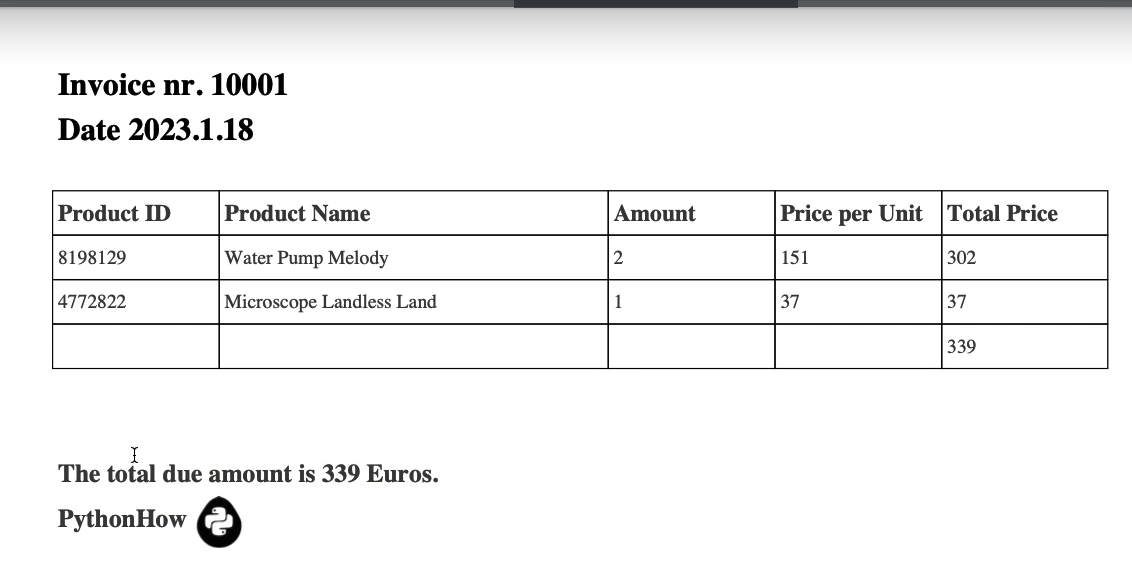 Invoice nr. 10001
Date 2023.1.18
Product ID Product Name Amount Price per Unit Total Price
8198129 Water Pump Melody 2 151 302
4772822 Microscope Landless Land 1 37 37
339
The total due amount is 339 Euros.
PythonHow